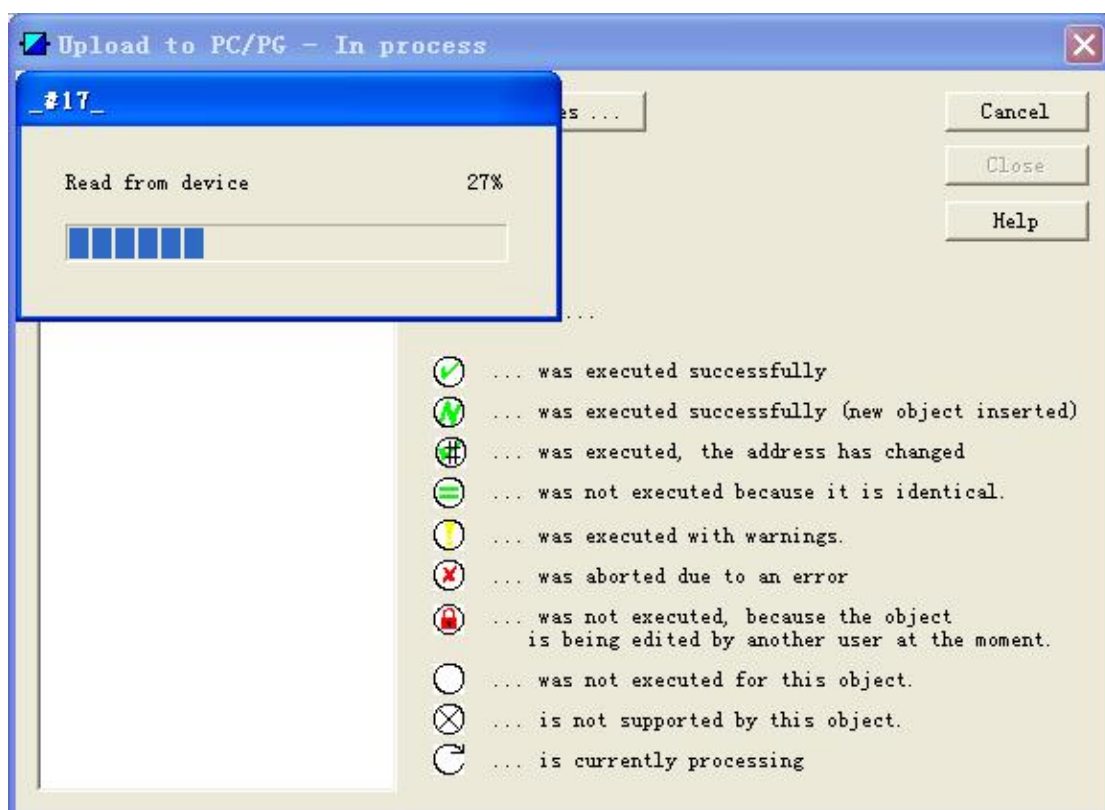 Upload to PC/PG - In process
_#17_
es ...
Cancel
Read from device 27%
Close
Help
...
... was executed successfully
... was executed successfully (new object inserted)
... was executed, the address has changed
... was not executed because it is identical.
... was executed with warnings.
... was aborted due to an error
... was not executed, because the object
is being edited by another user at the moment.
... was not executed for this object.
... is not supported by this object.
... is currently processing